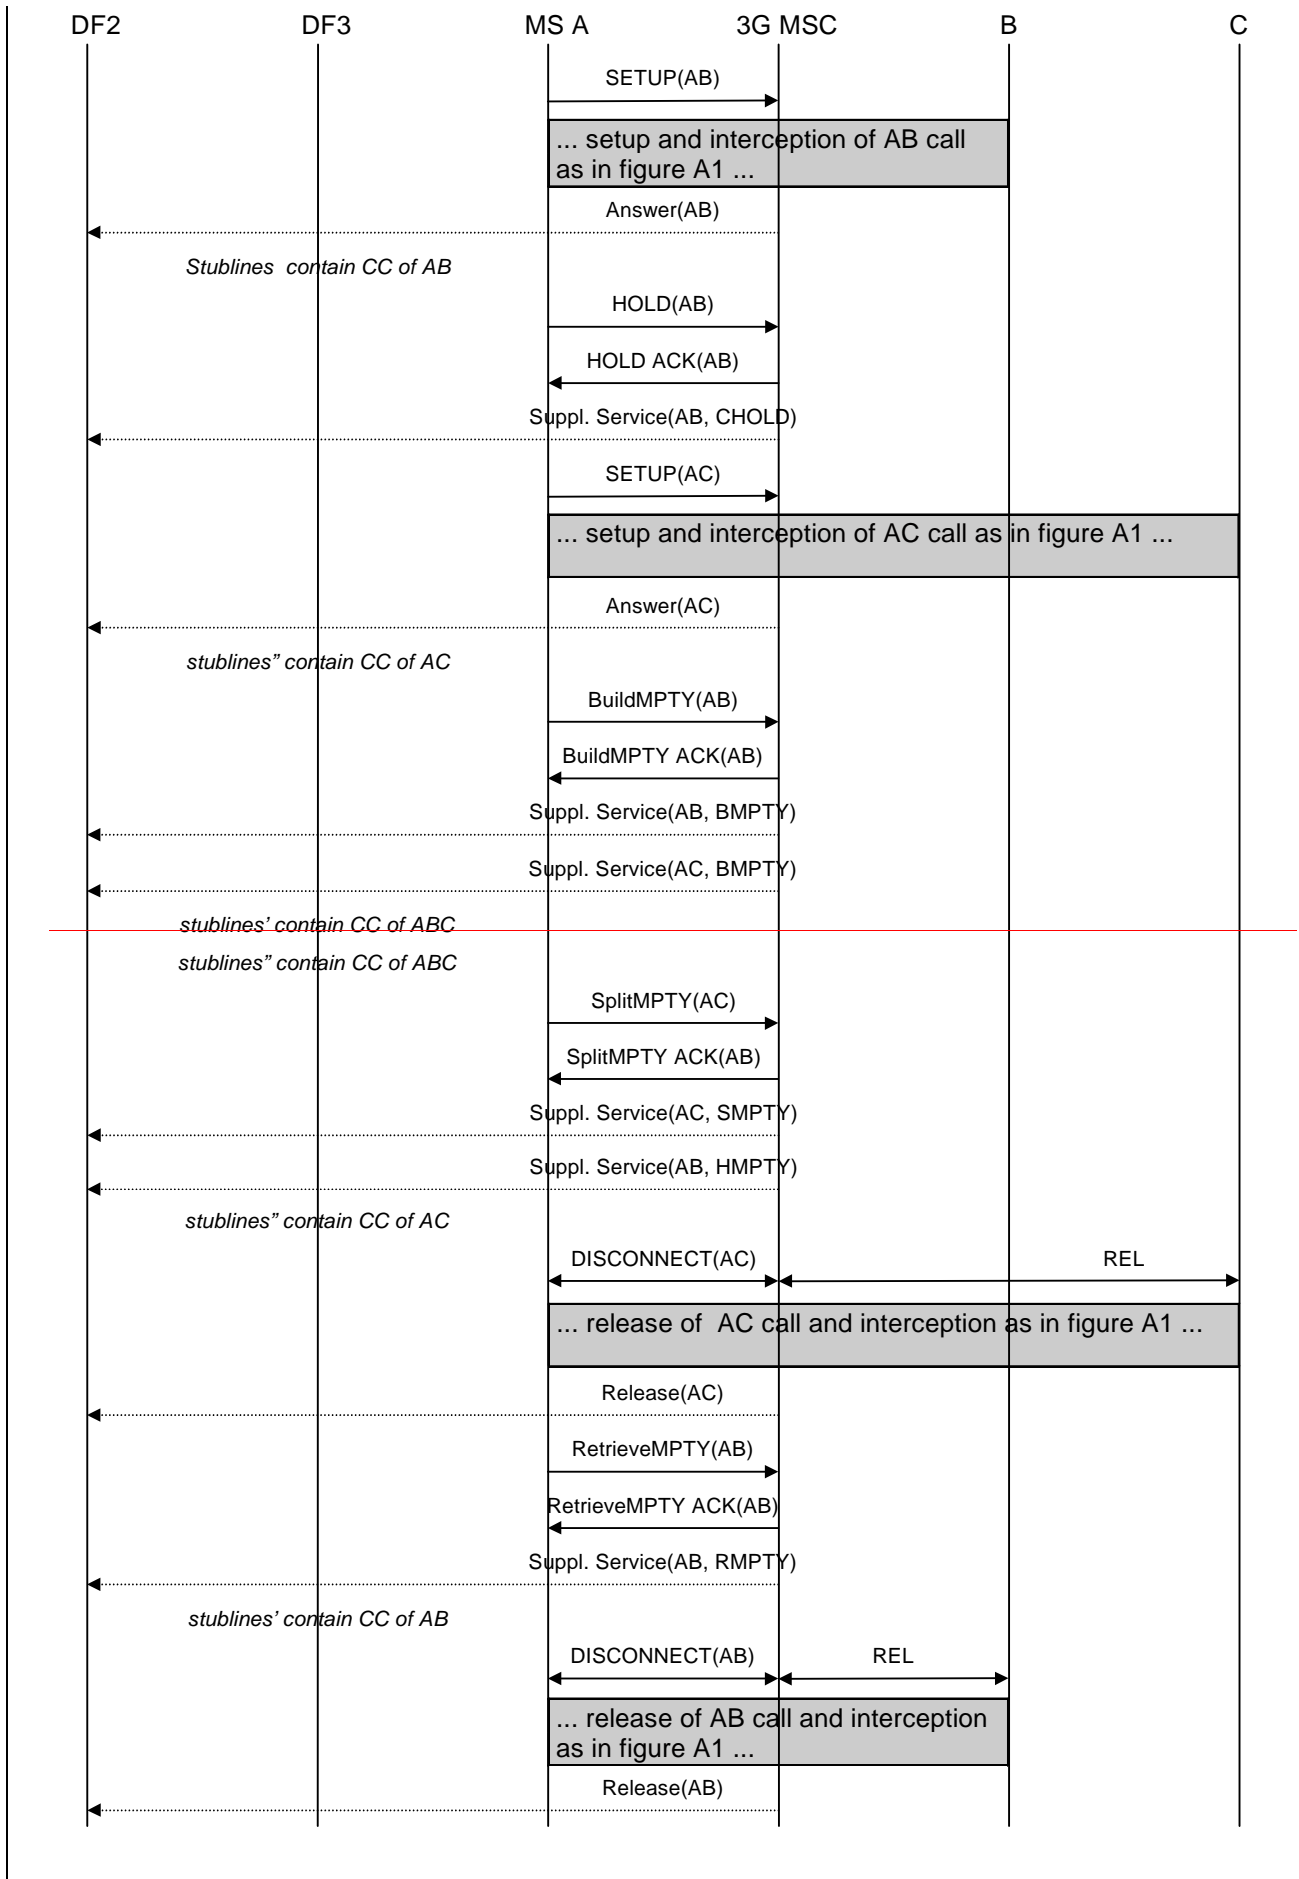 DF2 DF3 MS A 3G MSC B C
SETUP(AB)
... setup and interception of AB call
as in figure A1 ...
Answer(AB)
Stublines contain CC of AB
HOLD(AB)
HOLD ACK(AB)
Suppl. Service(AB, CHOLD)
SETUP(AC)
... setup and interception of AC call as in figure A1 ...
Answer(AC)
stublines” contain CC of AC
BuildMPTY(AB)
BuildMPTY ACK(AB)
Suppl. Service(AB, BMPTY)
Suppl. Service(AC, BMPTY)
stublines’ contain CC of ABC
stublines” contain CC of ABC
SplitMPTY(AC)
SplitMPTY ACK(AB)
Suppl. Service(AC, SMPTY)
Suppl. Service(AB, HMPTY)
stublines” contain CC of AC
DISCONNECT(AC) REL
... release of AC call and interception as in figure A1 ...
Release(AC)
RetrieveMPTY(AB)
RetrieveMPTY ACK(AB)
Suppl. Service(AB, RMPTY)
stublines’ contain CC of AB
DISCONNECT(AB) REL
... release of AB call and interception
as in figure A1 ...
Release(AB)